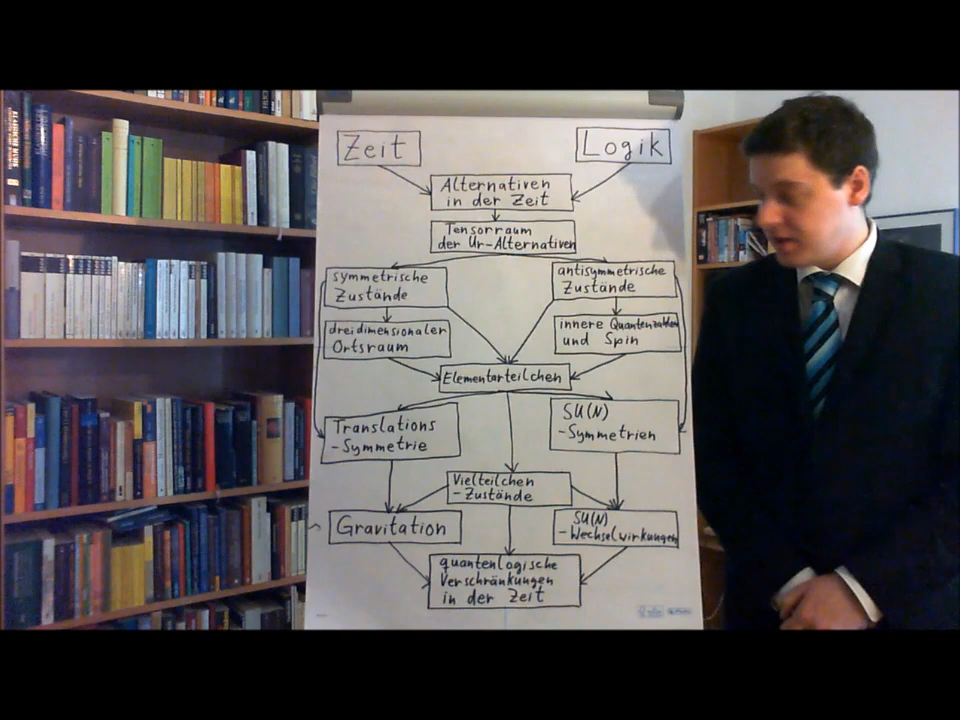 Zeit
Logik
Alternativen
in der Zeit
Tensorraum
der Ur-Alternativen
symmetrische
Zustände
antisymmetrische
Zustände
dreidimensionaler
Ortsraum
innere Quantenzahlen
und Spin
Elementarteilchen
Translations
-Symmetrie
SU(N)
-Symmetrien
Vielteilchen
-Zustände
Gravitation
SU(N)
-Wechselwirkungen
quantenlogische
Verschränkungen
in der Zeit